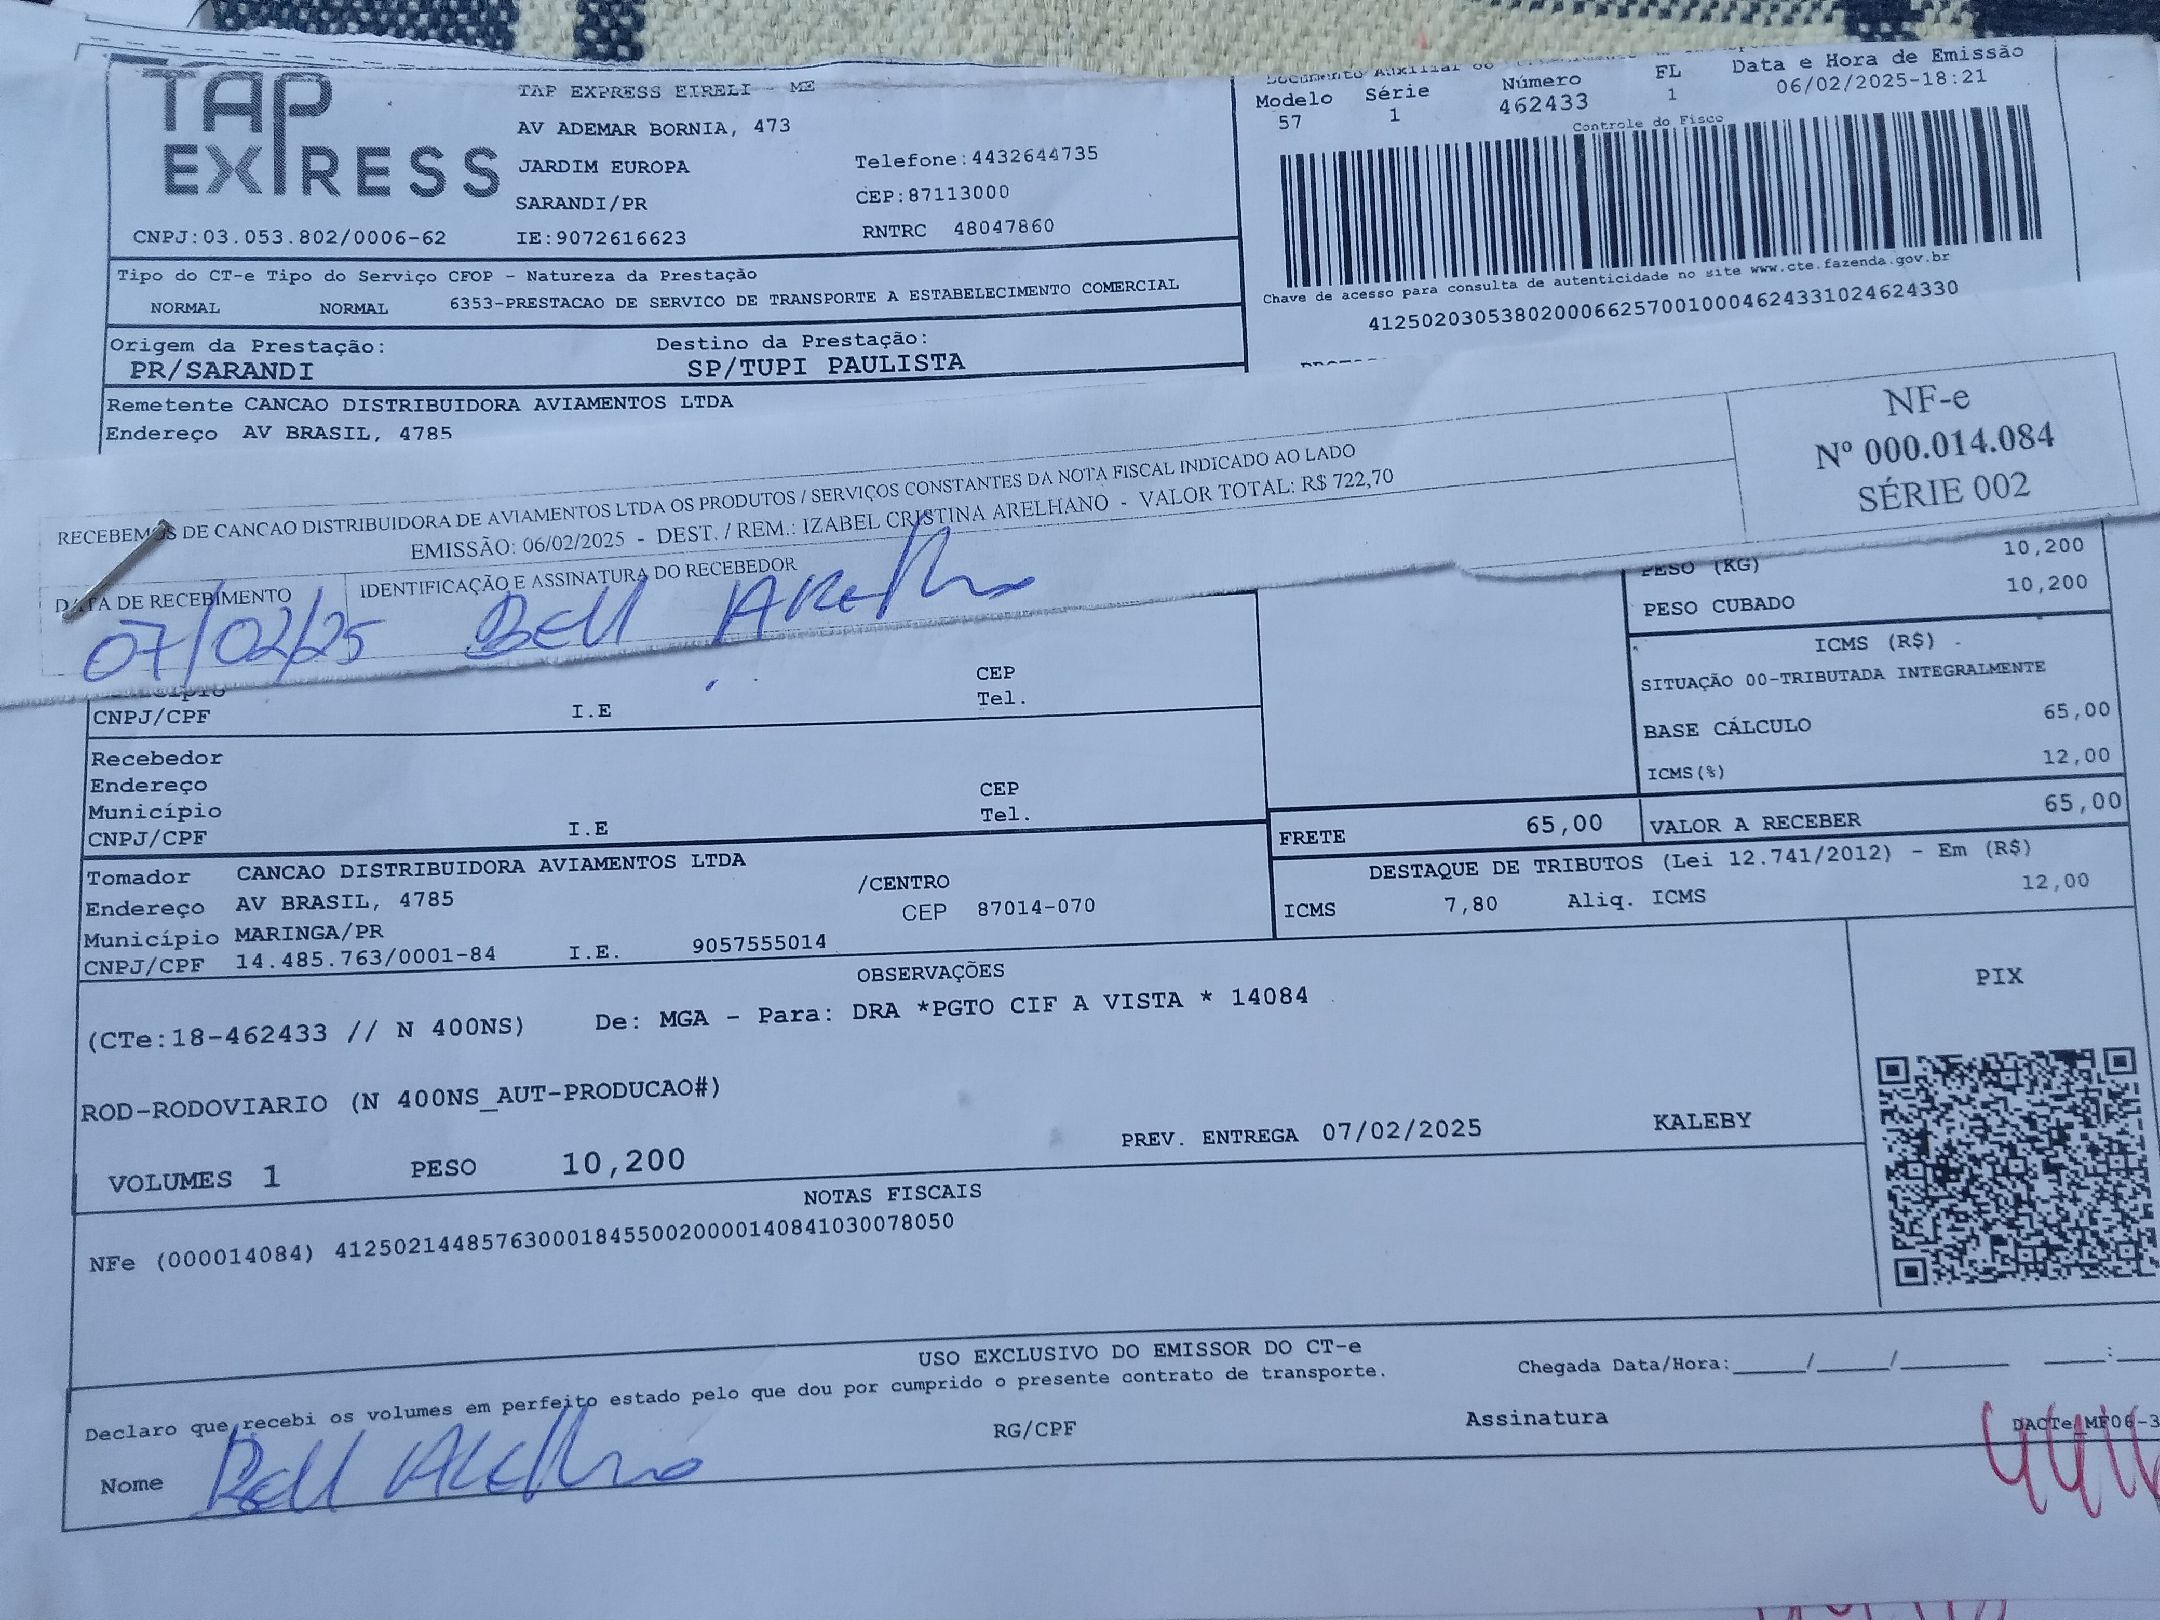 TAP EXPRESS
TAP EXPRESS EIRELI - ME
AV ADEMAR BORNIA, 473
JARDIM EUROPA
Telefone:4432644735
SARANDI/PR
CEP:87113000
CNPJ:03.053.802/0006-62
IE:9072616623
RNTRC 48047860
Documento Auxiliar do
Modelo Série Número FL Data e Hora de Emissão
57 1 462433 1 06/02/2025-18:21
Controle do Fisco
Chave de acesso para consulta de autenticidade no site www.cte.fazenda.gov.br
41250203053802000662570010004624331024624330
Tipo do CT-e Tipo do Serviço CFOP - Natureza da Prestação
NORMAL NORMAL 6353-PRESTACAO DE SERVICO DE TRANSPORTE A ESTABELECIMENTO COMERCIAL
Origem da Prestação: Destino da Prestação:
PR/SARANDI SP/TUPI PAULISTA
Remetente CANCAO DISTRIBUIDORA AVIAMENTOS LTDA
Endereço AV BRASIL, 4785
RECEBEMOS DE CANCAO DISTRIBUIDORA DE AVIAMENTOS LTDA OS PRODUTOS / SERVIÇOS CONSTANTES DA NOTA FISCAL INDICADO AO LADO
EMISSÃO: 06/02/2025 - DEST. / REM.: IZABEL CRISTINA ARELHANO - VALOR TOTAL: R$ 722,70
NF-e
Nº 000.014.084
SÉRIE 002
DATA DE RECEBIMENTO IDENTIFICAÇÃO E ASSINATURA DO RECEBEDOR
07/02/25 Bell Arelhano
PESO (KG) 10,200
PESO CUBADO 10,200
ICMS (R$)
SITUAÇÃO 00-TRIBUTADA INTEGRALMENTE
BASE CÁLCULO 65,00
ICMS(%) 12,00
CEP
CNPJ/CPF I.E Tel.
Recebedor
Endereço CEP
Município Tel.
CNPJ/CPF I.E
FRETE 65,00 VALOR A RECEBER 65,00
DESTAQUE DE TRIBUTOS (Lei 12.741/2012) - Em (R$)
ICMS 7,80 Aliq. ICMS 12,00
Tomador CANCAO DISTRIBUIDORA AVIAMENTOS LTDA
Endereço AV BRASIL, 4785 /CENTRO
Município MARINGA/PR CEP 87014-070
CNPJ/CPF 14.485.763/0001-84 I.E. 9057555014
OBSERVAÇÕES
(CTe:18-462433 // N 400NS) De: MGA - Para: DRA *PGTO CIF A VISTA * 14084
ROD-RODOVIARIO (N 400NS_AUT-PRODUCAO#)
VOLUMES 1 PESO 10,200 PREV. ENTREGA 07/02/2025 KALEBY
PIX
NOTAS FISCAIS
NFe (000014084) 41250214485763000184550020000140841030078050
USO EXCLUSIVO DO EMISSOR DO CT-e
Declaro que recebi os volumes em perfeito estado pelo que dou por cumprido o presente contrato de transporte.
Chegada Data/Hora:_____/_____/_______ ____:
Nome Bell Arelhano RG/CPF Assinatura
DACTe_MF06-3